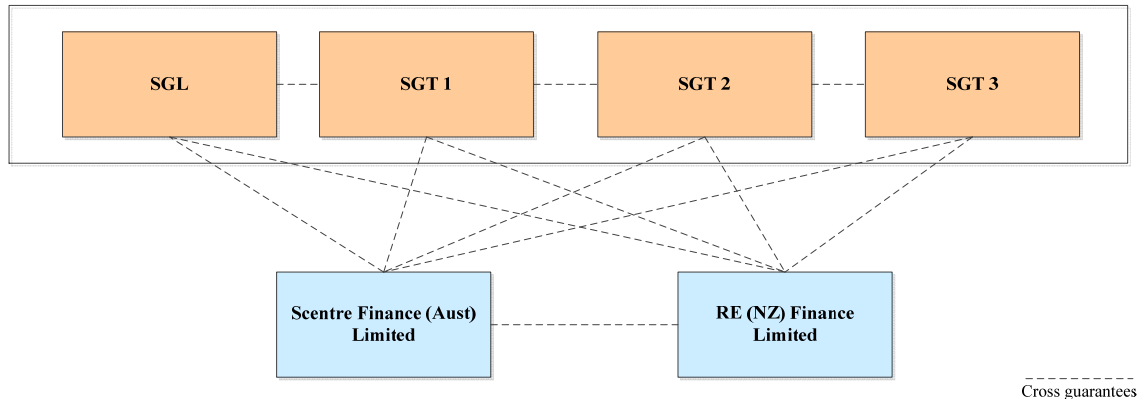 SGL
SGT 1
SGT 2
SGT 3
Scentre Finance (Aust)
Limited
RE (NZ) Finance
Limited
Cross guarantees